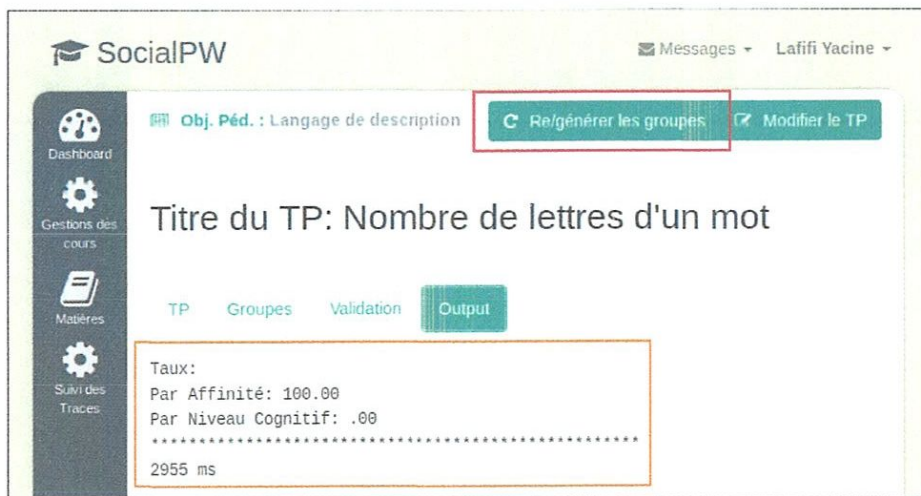 SocialPW
Messages
Lafifi Yacine
Dashboard
Obj. Péd. : Langage de description
Re/générer les groupes
Modifier le TP
Gestions des
cours
Titre du TP: Nombre de lettres d'un mot
Matières
TP Groupes Validation Output
Suivi des
Traces
Taux:
Par Affinité: 100.00
Par Niveau Cognitif: .00
*****************************************************
2955 ms